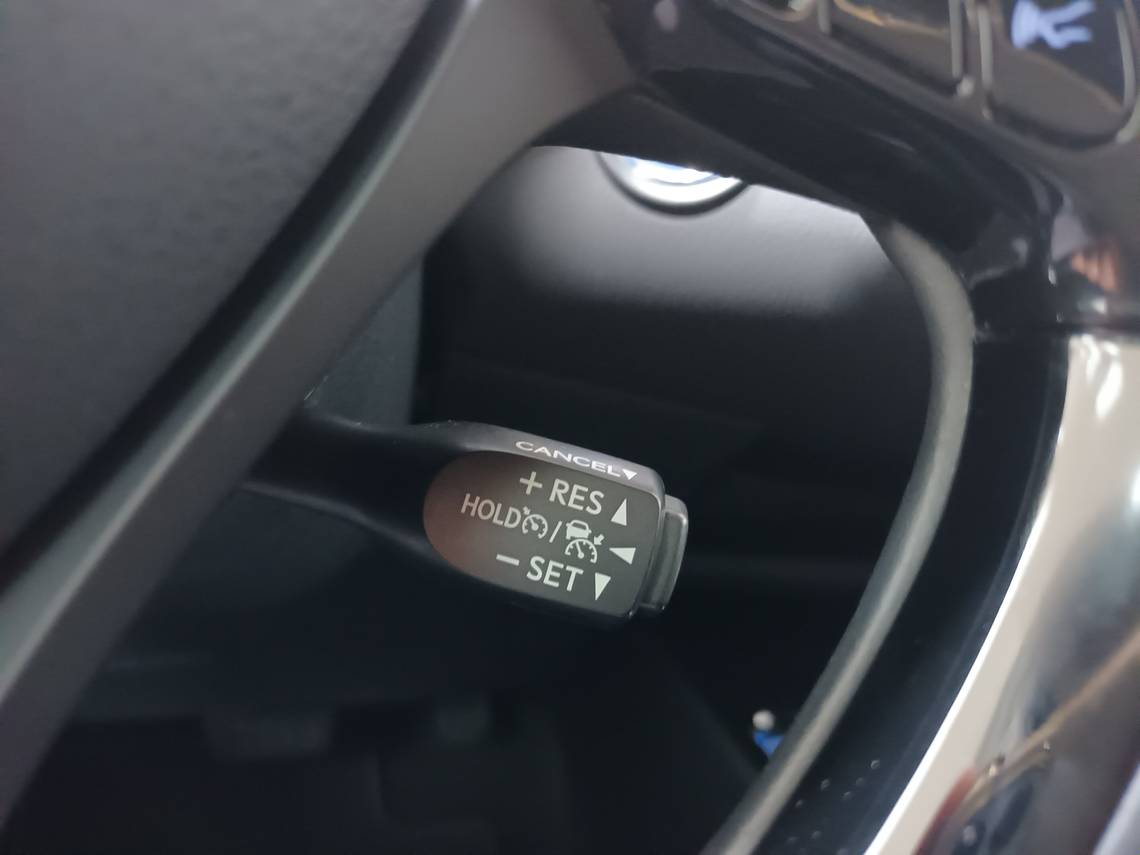 CANCEL▼
+ RES ▲
HOLD / ◀
− SET ▼